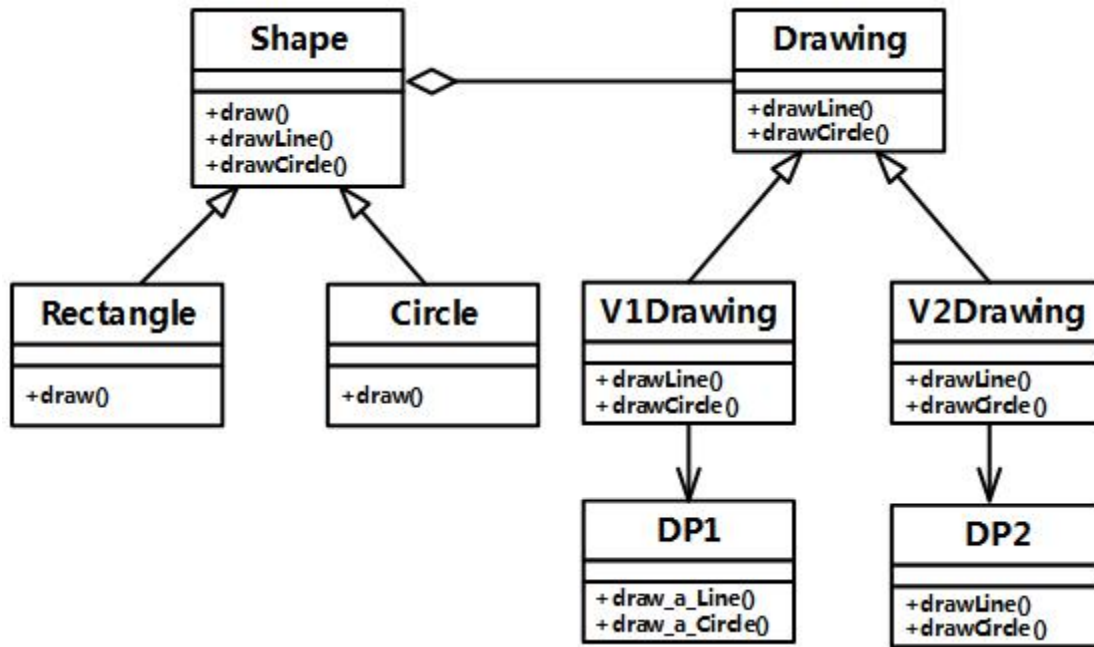 Shape
+draw()
+drawLine()
+drawCircle()
Drawing
+drawLine()
+drawCircle()
Rectangle
+draw()
Circle
+draw()
V1Drawing
+drawLine()
+drawCircle()
V2Drawing
+drawLine()
+drawCircle()
DP1
+draw_a_Line()
+draw_a_Circle()
DP2
+drawLine()
+drawCircle()